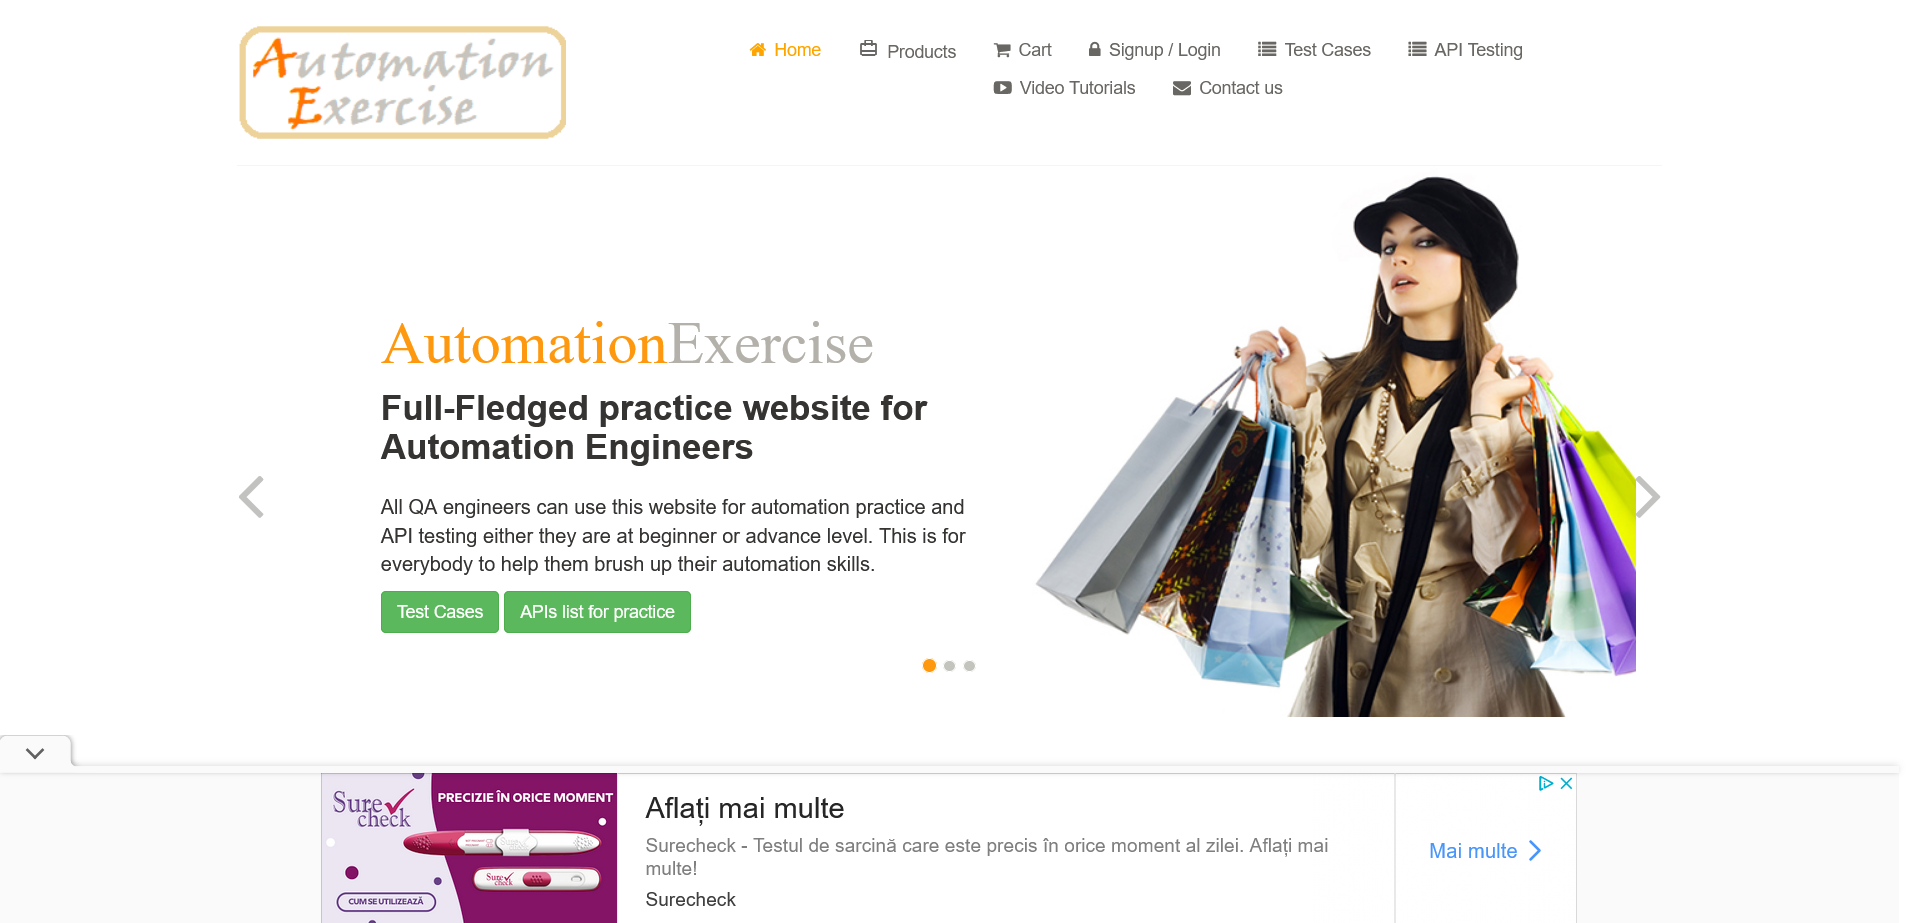 Automation
Exercise
Home
Products
Cart
Signup / Login
Test Cases
API Testing
Video Tutorials
Contact us
AutomationExercise
Full-Fledged practice website for
Automation Engineers
All QA engineers can use this website for automation practice and
API testing either they are at beginner or advance level. This is for
everybody to help them brush up their automation skills.
Test Cases
APIs list for practice
Sure
check
PRECIZIE ÎN ORICE MOMENT
Sure
check
CUM SE UTILIZEAZĂ
Aflați mai multe
Surecheck - Testul de sarcină care este precis în orice moment al zilei. Aflați mai
multe!
Surecheck
Mai multe